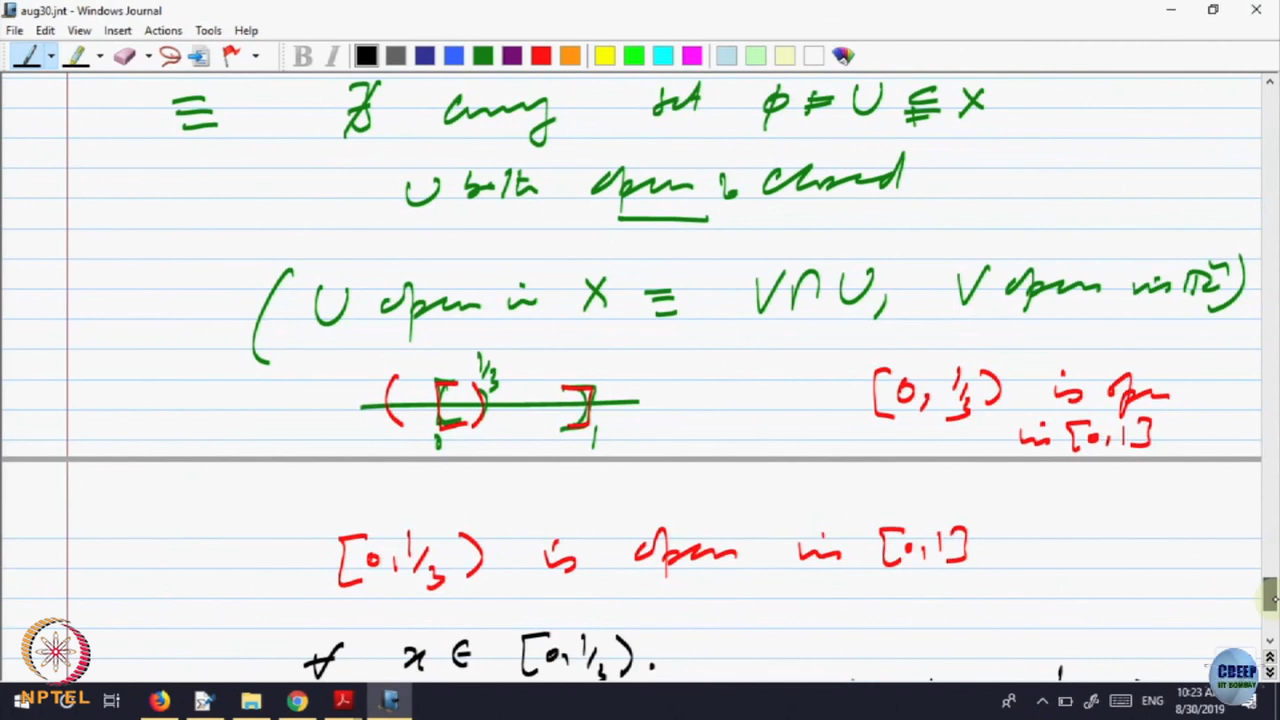 aug30.jnt - Windows Journal
File Edit View Insert Actions Tools Help
B I
≡ ∄ any set φ ≠ U ⊊ X
U both open & closed
( U open in X ≡ V∩U, V open in ℝⁿ)
( [ ) 1/3 ] 0 1
[0, 1/3) is open
in [0,1]
[0, 1/3) is open in [0,1]
∀ x ∈ [0, 1/3).
NPTEL
CDEEP
IIT BOMBAY
ENG
10:23 A
8/30/2019